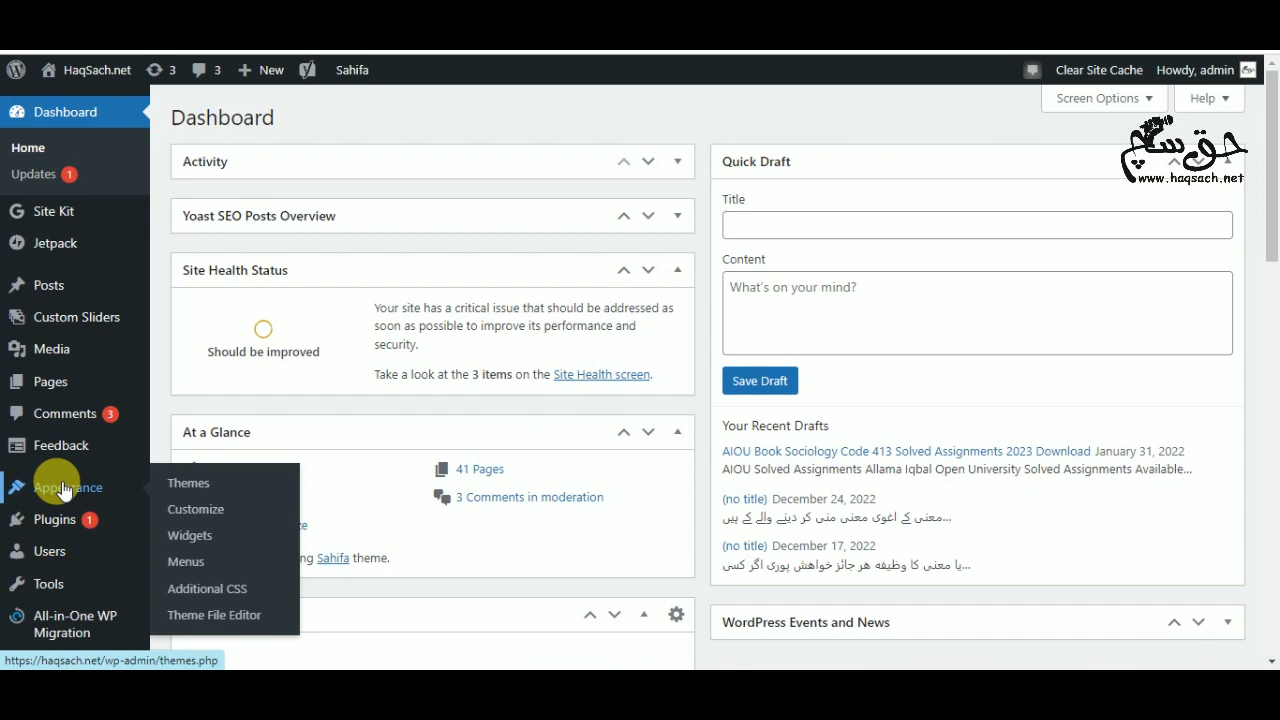 HaqSach.net 3 3 New Sahifa Clear Site Cache Howdy, admin
Dashboard
Home
Updates 1
Site Kit
Jetpack
Posts
Custom Sliders
Media
Pages
Comments 3
Feedback
Appearance
Plugins 1
Users
Tools
All-in-One WP
Migration
Themes
Customize
Widgets
Menus
Additional CSS
Theme File Editor
https://haqsach.net/wp-admin/themes.php
Screen Options Help
حق سچ
www.haqsach.net
Dashboard
Activity
Yoast SEO Posts Overview
Site Health Status
Should be improved
Your site has a critical issue that should be addressed as
soon as possible to improve its performance and
security.
Take a look at the 3 items on the Site Health screen.
At a Glance
41 Pages
3 Comments in moderation
Sahifa theme.
Quick Draft
Title
Content
What's on your mind?
Save Draft
Your Recent Drafts
AIOU Book Sociology Code 413 Solved Assignments 2023 Download January 31, 2022
AIOU Solved Assignments Allama Iqbal Open University Solved Assignments Available...
(no title) December 24, 2022
معنی کے اغوی معنی منی کر دینے والے کے ہیں...
(no title) December 17, 2022
یا معنی کا وظیفہ ھر جائز خواھش پوری اگر کسی...
WordPress Events and News